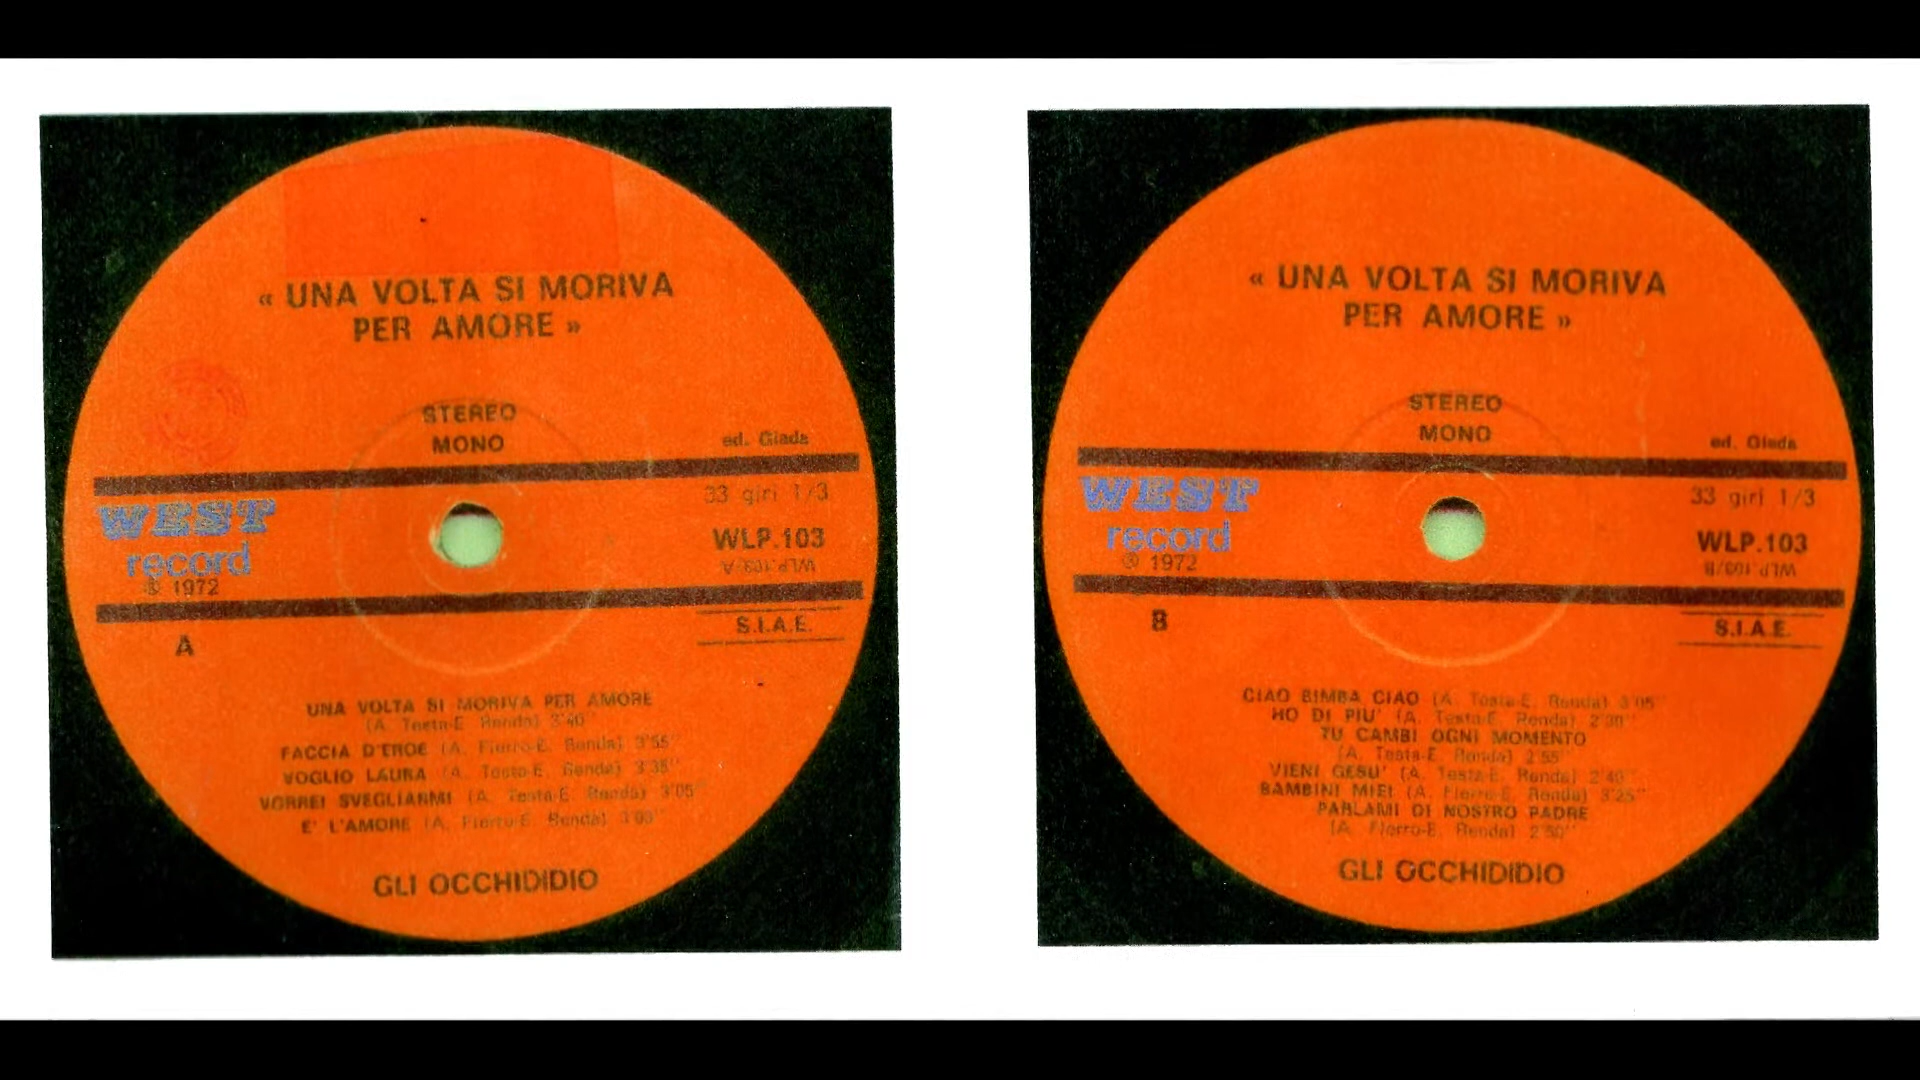 « UNA VOLTA SI MORIVA
PER AMORE »
STEREO
MONO
ed. Giada
33 giri 1/3
WEST
record
WLP.103
WLP.103-A
℗ 1972
S.I.A.E.
A
UNA VOLTA SI MORIVA PER AMORE
(A. Testa-E. Renda) 3'40''
FACCIA D'EROE (A. Fierro-E. Renda) 3'55''
VOGLIO LAURA (A. Testa-E. Renda) 3'35''
VORREI SVEGLIARMI (A. Testa-E. Renda) 3'05''
E' L'AMORE (A. Fierro-E. Renda)
GLI OCCHIDIDIO
« UNA VOLTA SI MORIVA
PER AMORE »
STEREO
MONO
ed. Giada
33 giri 1/3
WEST
record
WLP.103
WLP 103/B
℗ 1972
S.I.A.E.
B
CIAO BIMBA CIAO (A. Testa-E. Renda) 3'05''
HO DI PIU' (A. Testa-E. Renda) 2'30''
TU CAMBI OGNI MOMENTO
(A. Testa-E. Renda) 2'55''
VIENI GESU' (A. Testa-E. Renda) 2'40''
BAMBINI MIEI (A. Fierro-E. Renda) 3'25''
PARLAMI DI NOSTRO PADRE
(A. Fierro-E. Renda) 2'50''
GLI OCCHIDIDIO